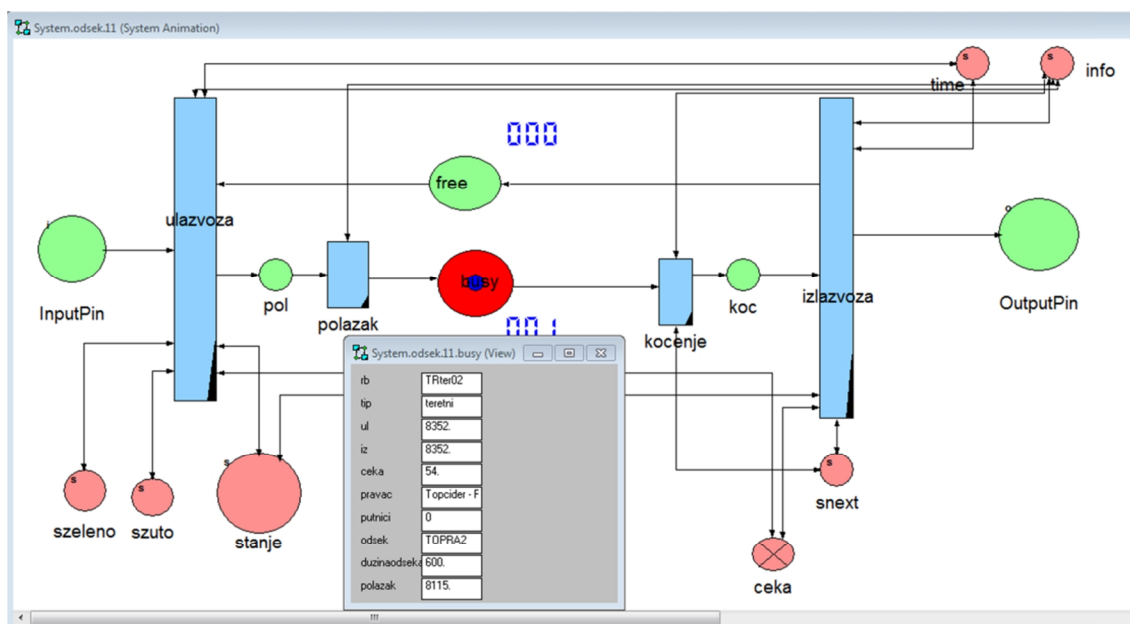 System.odsek.11 (System Animation)
s
s
info
time
000
free
i
ulazvoza
o
busy
pol
izlazvoza
koc
InputPin
OutputPin
polazak
001
kocenje
System.odsek.11.busy (View)
rb TRter02
tip teretni
ul 8352.
iz 8352.
ceka 54.
pravac Topcider - F
putnici 0
odsek TOPRA2
duzinaodseka 600.
polazak 8115.
s
s
s
s
szeleno
szuto
stanje
snext
ceka